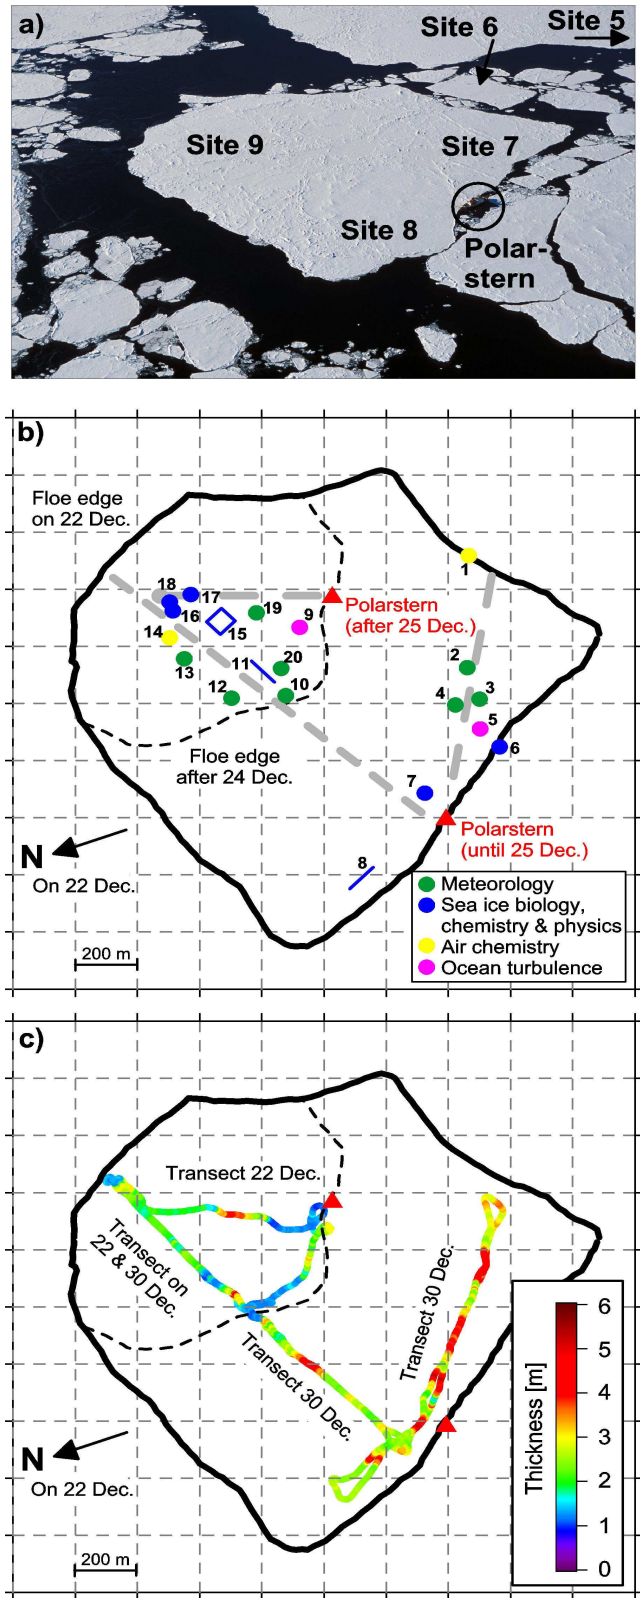 a)
Site 6
Site 5
Site 9
Site 7
Site 8
Polar-
stern
b)
Floe edge
on 22 Dec.
1
18
17
16
19
9
Polarstern
(after 25 Dec.)
14
15
13
11
20
2
12
10
4
3
5
6
Floe edge
after 24 Dec.
7
Polarstern
(until 25 Dec.)
N
On 22 Dec.
8
Meteorology
Sea ice biology,
chemistry & physics
Air chemistry
Ocean turbulence
200 m
c)
Transect 22 Dec.
Transect on
22 & 30 Dec.
Transect 30 Dec.
Transect 30 Dec.
N
On 22 Dec.
Thickness [m]
6
5
4
3
2
1
0
200 m